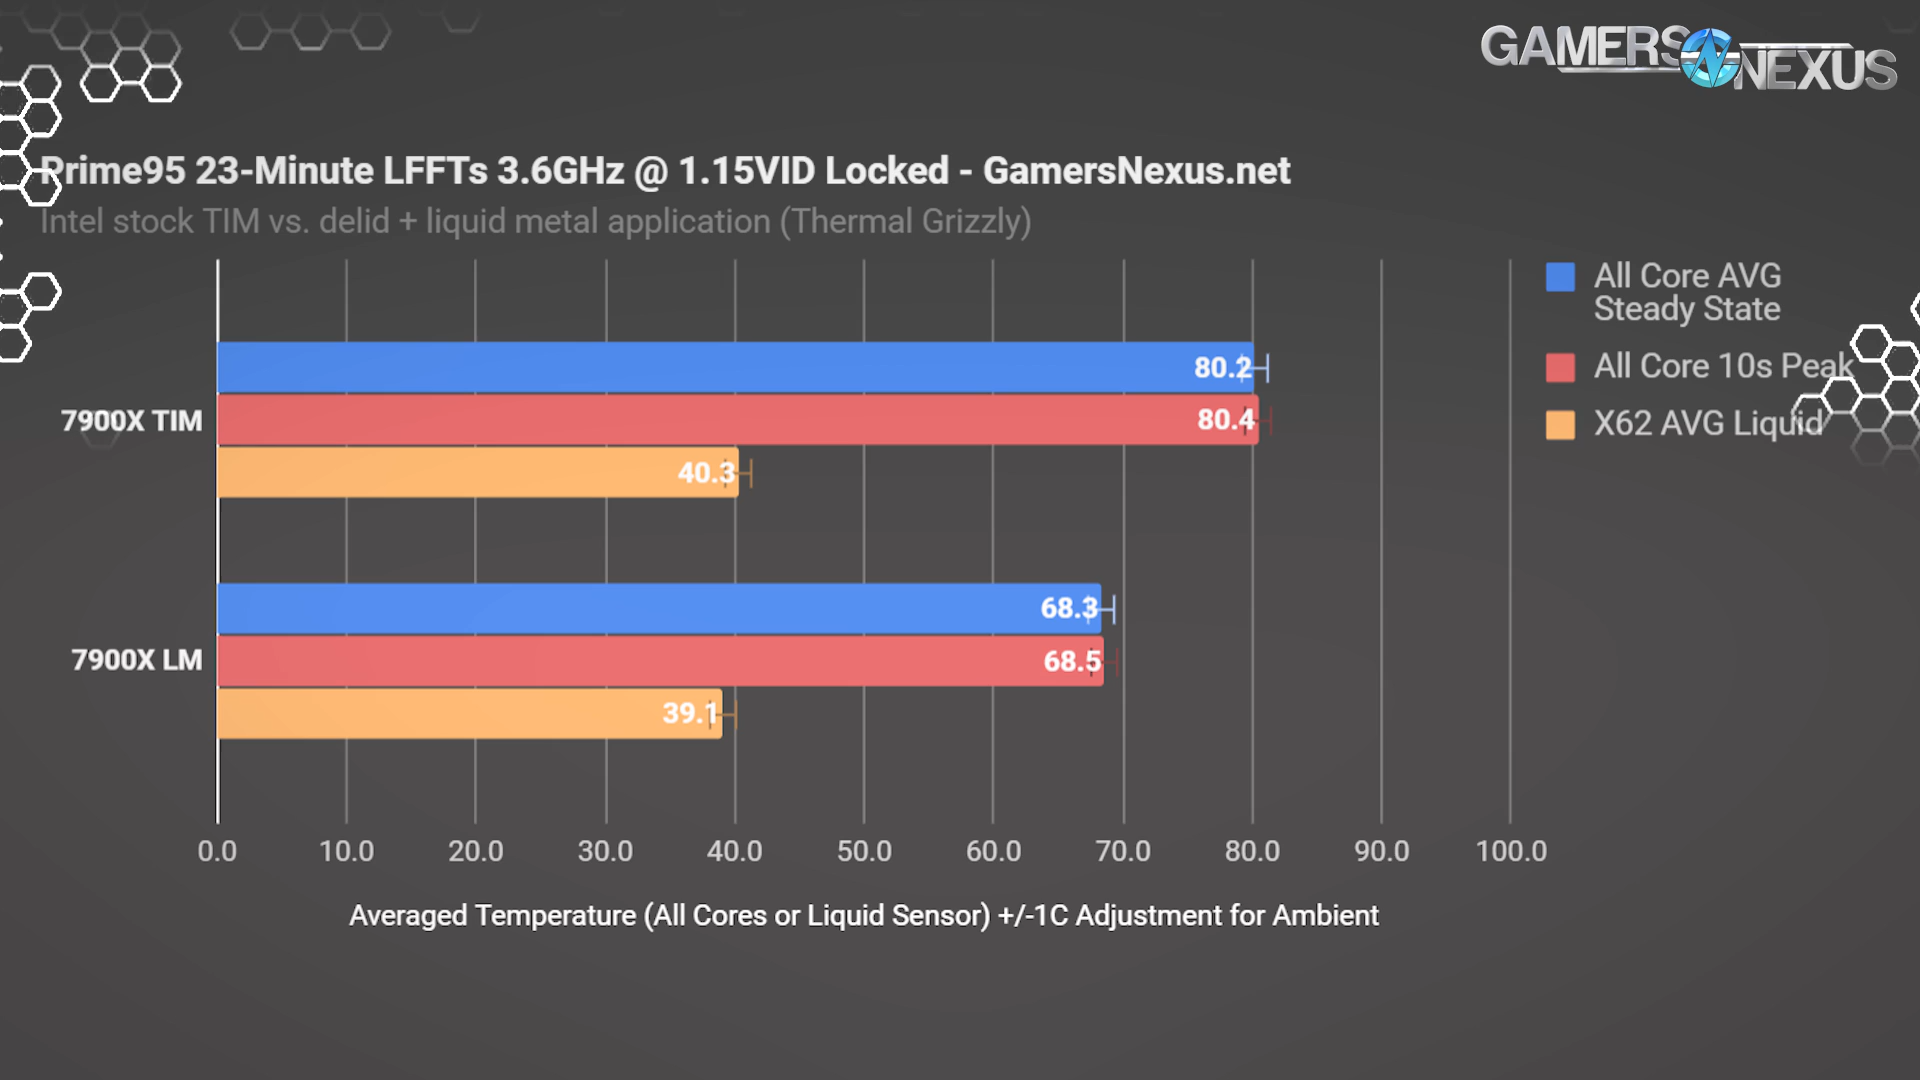 GAMERS NEXUS
Prime95 23-Minute LFFTs 3.6GHz @ 1.15VID Locked - GamersNexus.net
Intel stock TIM vs. delid + liquid metal application (Thermal Grizzly)
All Core AVG
Steady State
All Core 10s Peak
X62 AVG Liquid
7900X TIM
80.2
80.4
40.3
7900X LM
68.3
68.5
39.1
0.0 10.0 20.0 30.0 40.0 50.0 60.0 70.0 80.0 90.0 100.0
Averaged Temperature (All Cores or Liquid Sensor) +/-1C Adjustment for Ambient